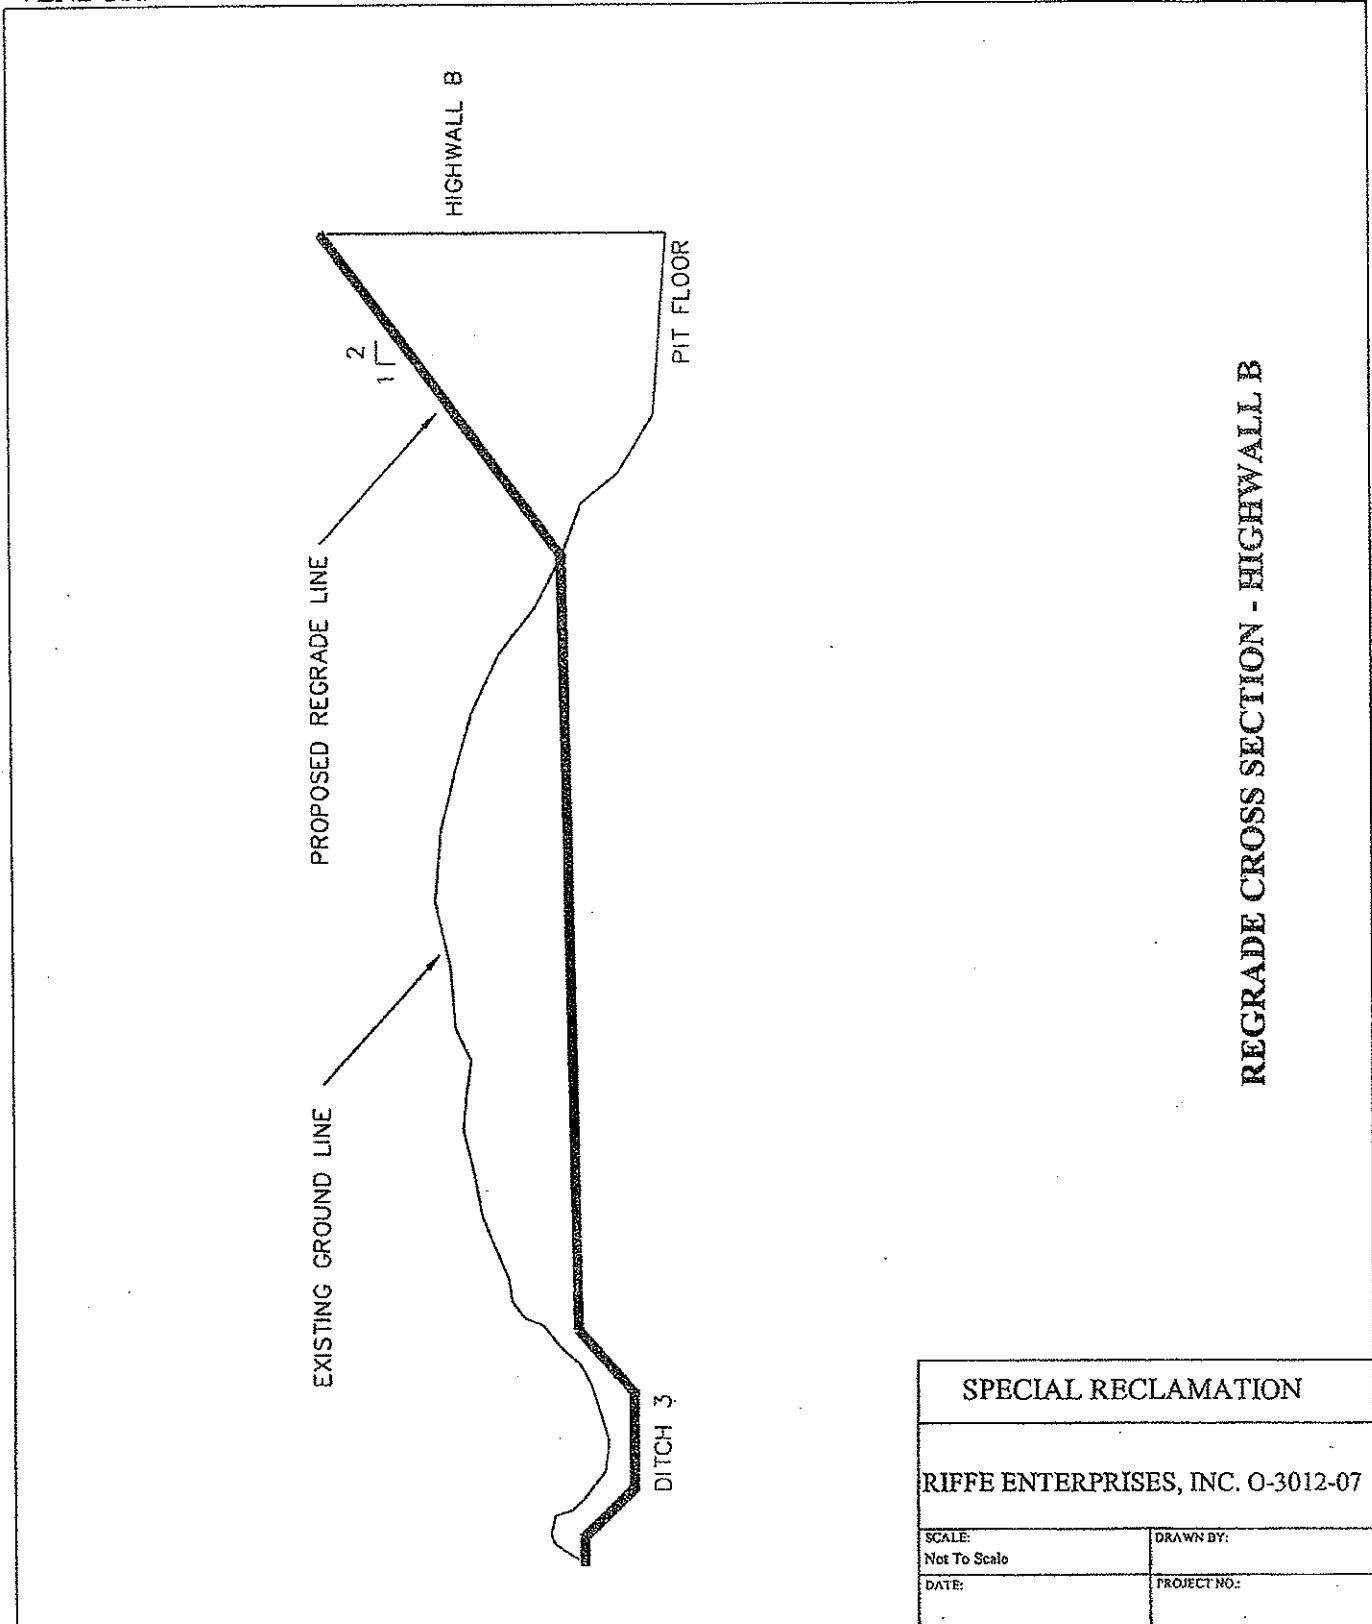 HIGHWALL B
2
1
PIT FLOOR
PROPOSED REGRADE LINE
EXISTING GROUND LINE
DITCH 3
REGRADE CROSS SECTION - HIGHWALL B
SPECIAL RECLAMATION
RIFFE ENTERPRISES, INC. O-3012-07
SCALE:
Not To Scale
DRAWN BY:
DATE:
PROJECT NO.: